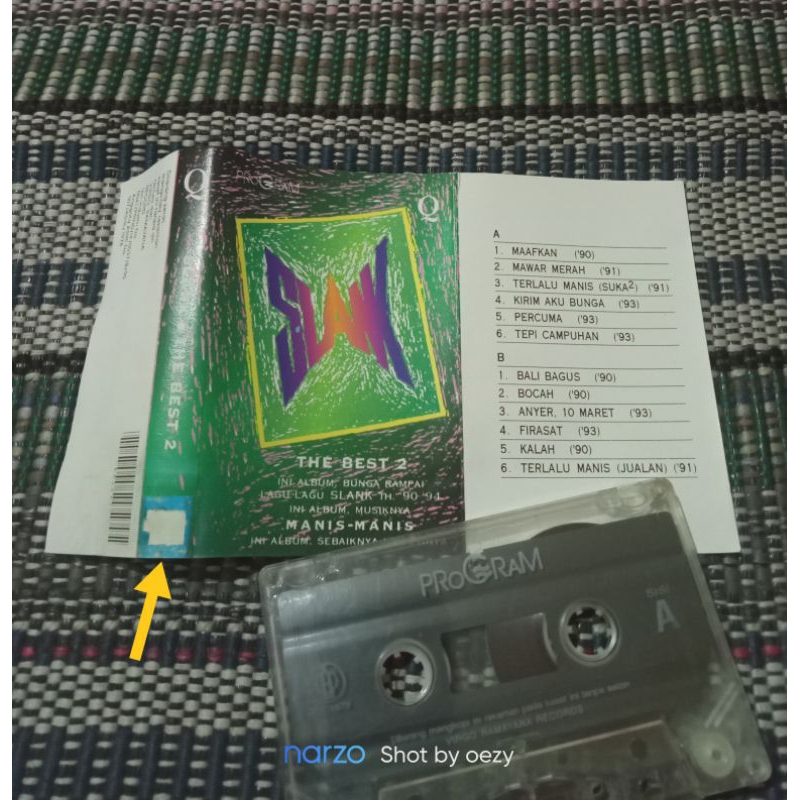 Q
PROGRAM
Q
SLANK
THE BEST 2
THE BEST 2
INI ALBUM, BUNGA RAMPAI
LAGU-LAGU SLANK TH. '90 '94
INI ALBUM, MUSIKNYA
MANIS-MANIS
INI ALBUM, SEBAIKNYA
A
1. MAAFKAN ('90)
2. MAWAR MERAH ('91)
3. TERLALU MANIS (SUKA2) ('91)
4. KIRIM AKU BUNGA ('93)
5. PERCUMA ('93)
6. TEPI CAMPUHAN ('93)
B
1. BALI BAGUS ('90)
2. BOCAH ('90)
3. ANYER, 10 MARET ('93)
4. FIRASAT ('93)
5. KALAH ('90)
6. TERLALU MANIS (JUALAN) ('91)
PROGRAM
SISI
A
VIRGO RAMAYANA RECORDS
narzo Shot by oezy